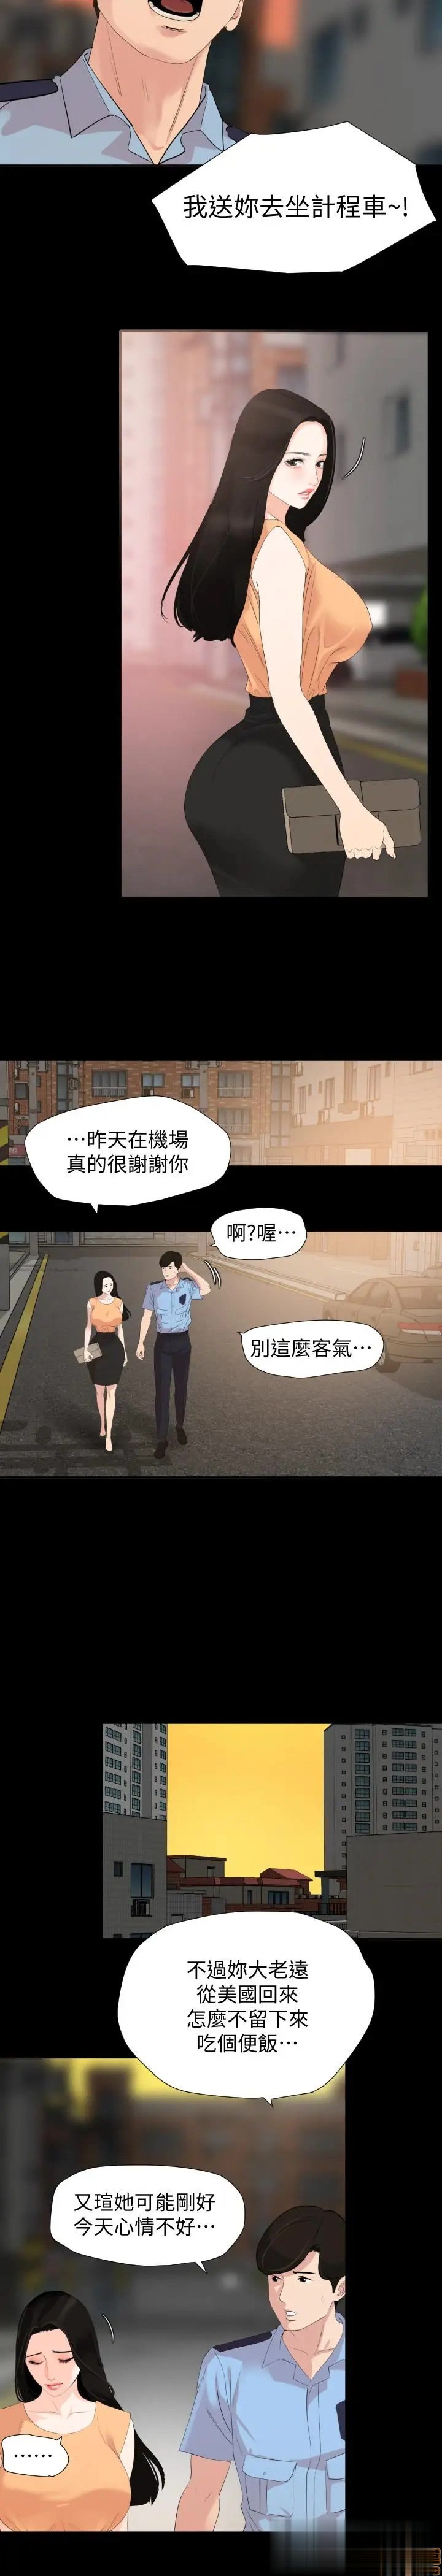 我送妳去坐計程車~!
…昨天在機場
真的很謝謝你
啊?喔…
別這麼客氣…
不過妳大老遠
從美國回來
怎麼不留下來
吃個便飯…
又瑄她可能剛好
今天心情不好…
……